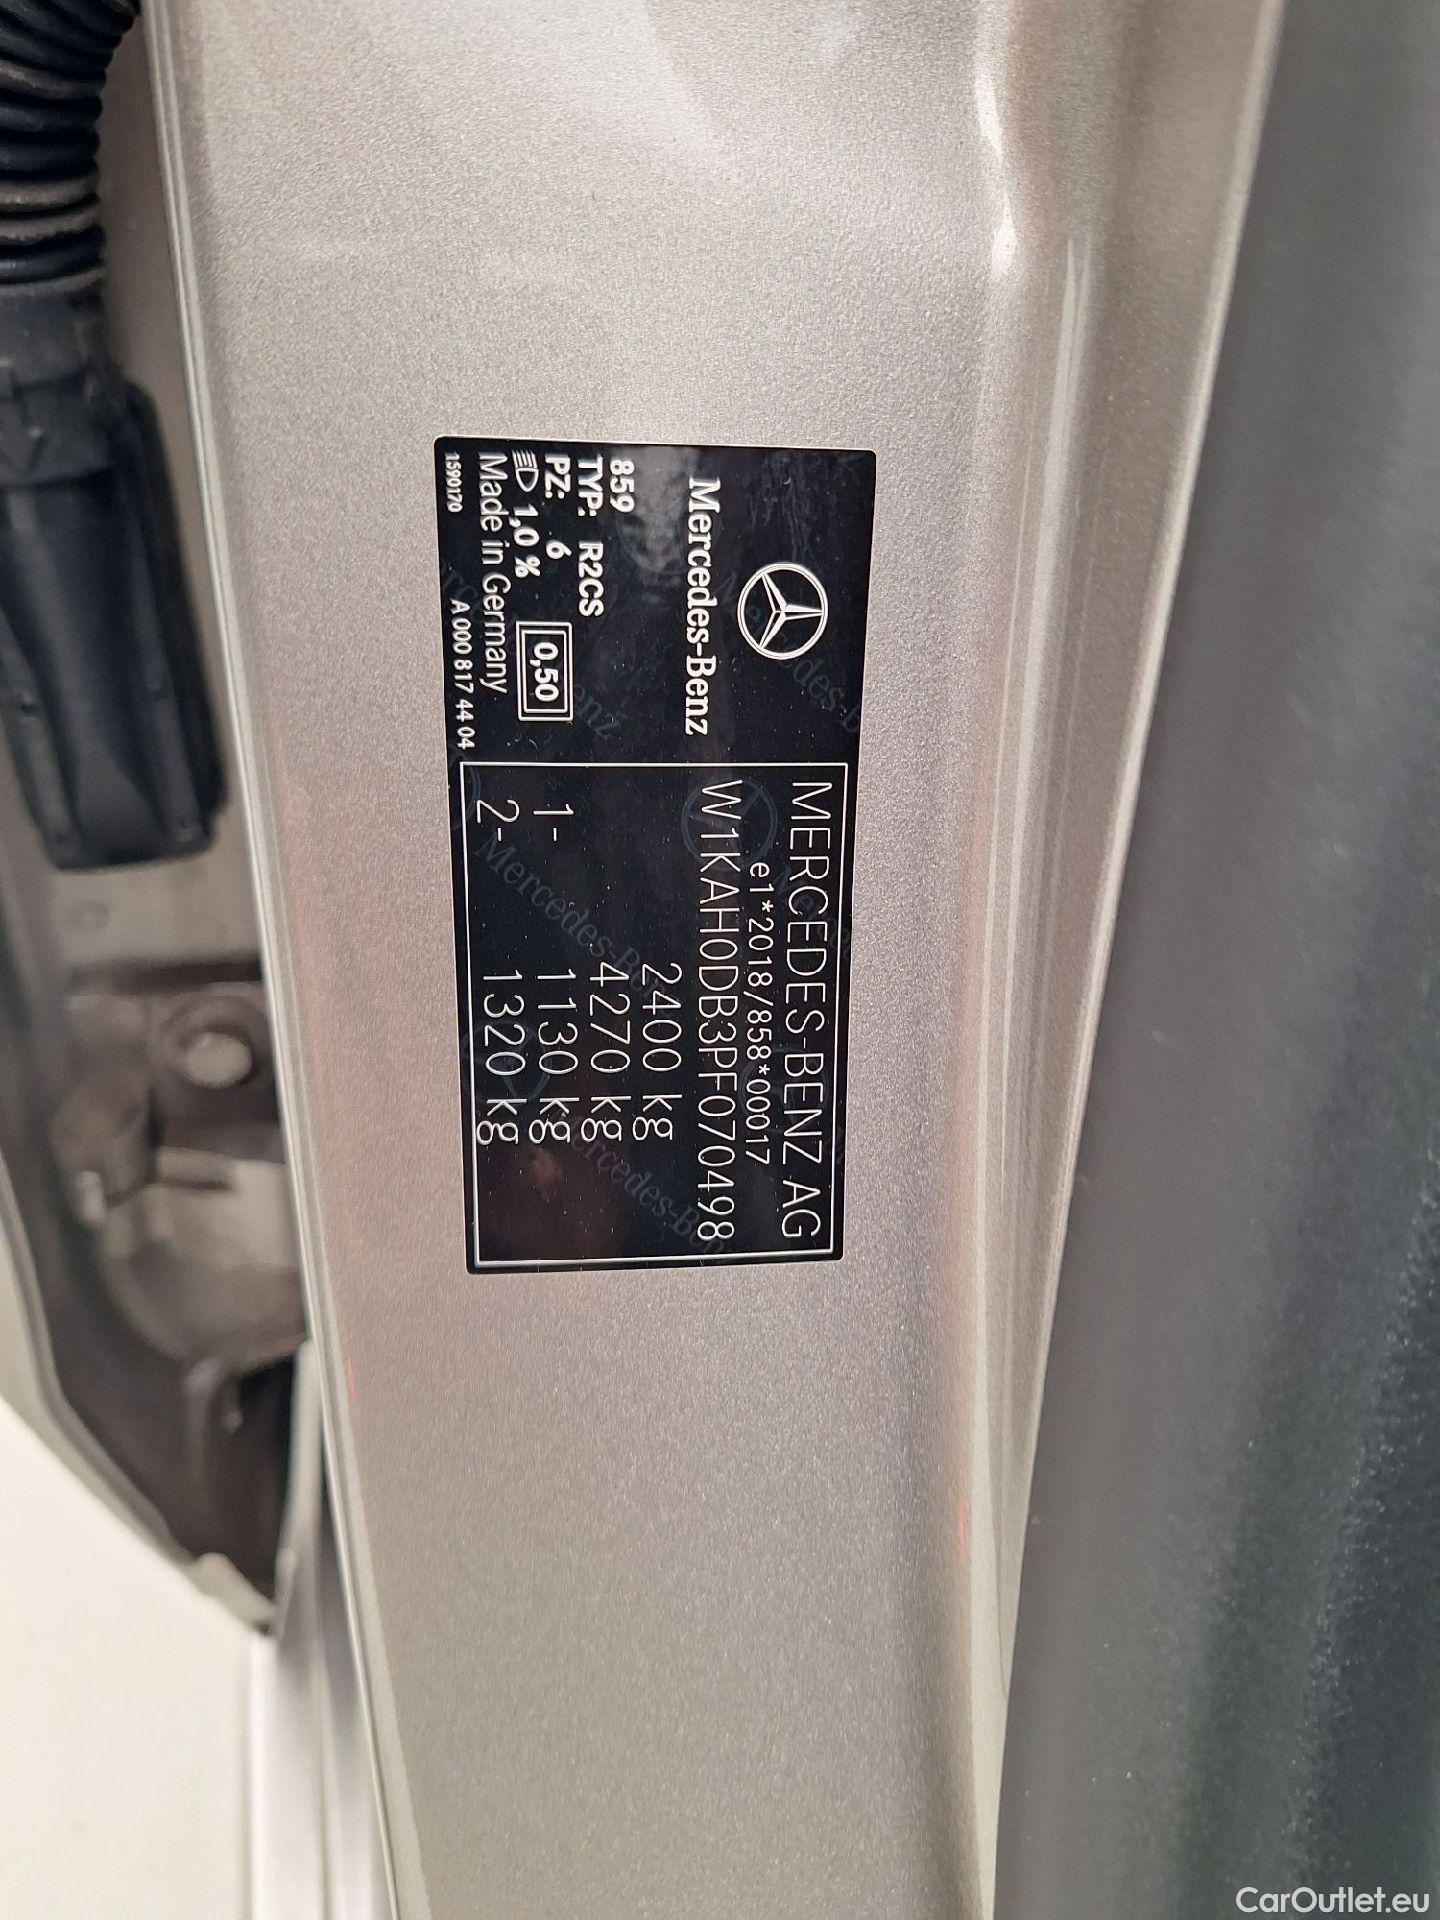 Mercedes-Benz
859
TYP: R2CS
PZ: 6
1,0 %
0,50
Made in Germany
1590170 A 000 817 44 04
MERCEDES-BENZ AG
e1*2018/858*00017
W1KAH0DB3PF070498
2400 kg
4270 kg
1- 1130 kg
2- 1320 kg
CarOutlet.eu